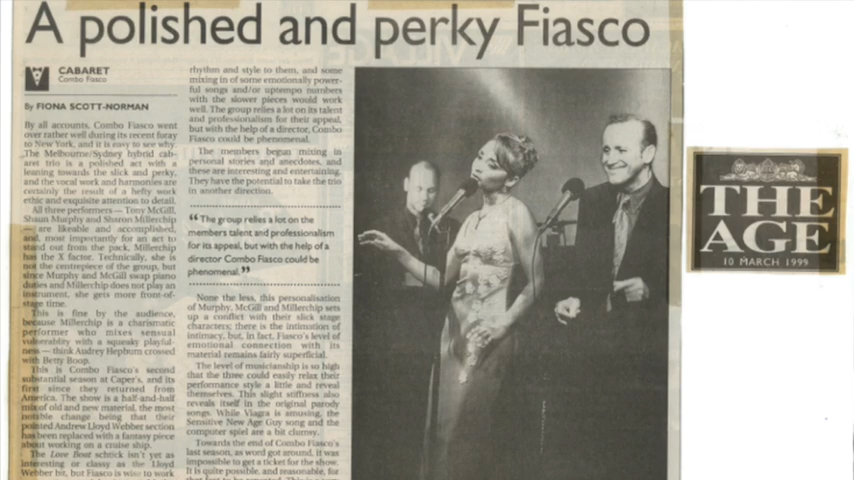 A polished and perky Fiasco
CABARET
Combo Fiasco
By FIONA SCOTT-NORMAN
By all accounts, Combo Fiasco went
over rather well during its recent foray
to New York, and it is easy to see why.
The Melbourne/Sydney hybrid cab-
aret trio is a polished act with a
leaning towards the slick and perky,
and the vocal work and harmonies are
certainly the result of a hefty work
ethic and exquisite attention to detail.
All three performers — Tony McGill,
Shaun Murphy and Sharon Millerchip
— are likeable and accomplished,
and, most importantly for an act to
stand out from the pack, Millerchip
has the X factor. Technically, she is
not the centrepiece of the group, but
since Murphy and McGill swap piano
duties and Millerchip does not play an
instrument, she gets more front-of-
stage time.
This is fine by the audience,
because Millerchip is a charismatic
performer who mixes sensual
vulnerability with a squeaky playful-
ness — think Audrey Hepburn crossed
with Betty Boop.
This is Combo Fiasco's second
substantial season at Caper's, and its
first since they returned from
America. The show is a half-and-half
mix of old and new material, the most
notable change being that their
pointed Andrew Lloyd Webber section
has been replaced with a fantasy piece
about working on a cruise ship.
The Love Boat schtick isn't yet as
interesting or classy as the Lloyd
Webber bit, but Fiasco is wise to work
rhythm and style to them, and some
mixing in of some emotionally power-
ful songs and/or uptempo numbers
with the slower pieces would work
well. The group relies a lot on its talent
and professionalism for their appeal,
but with the help of a director, Combo
Fiasco could be phenomenal.
The members begun mixing in
personal stories and anecdotes, and
these are interesting and entertaining.
They have the potential to take the trio
in another direction.
“ The group relies a lot on the
members talent and professionalism
for its appeal, but with the help of a
director Combo Fiasco could be
phenomenal. ”
None the less, this personalisation
of Murphy, McGill and Millerchip sets
up a conflict with their slick stage
characters; there is the intimation of
intimacy, but, in fact, Fiasco's level of
emotional connection with its
material remains fairly superficial.
The level of musicianship is so high
that the three could easily relax their
performance style a little and reveal
themselves. This slight stiffness also
reveals itself in the original parody
songs. While Viagra is amusing, the
Sensitive New Age Guy song and the
computer spiel are a bit clumsy.
Towards the end of Combo Fiasco's
last season, as word got around, it was
impossible to get a ticket for the show.
It is quite possible, and reasonable, for
THE
AGE
10 MARCH 1999